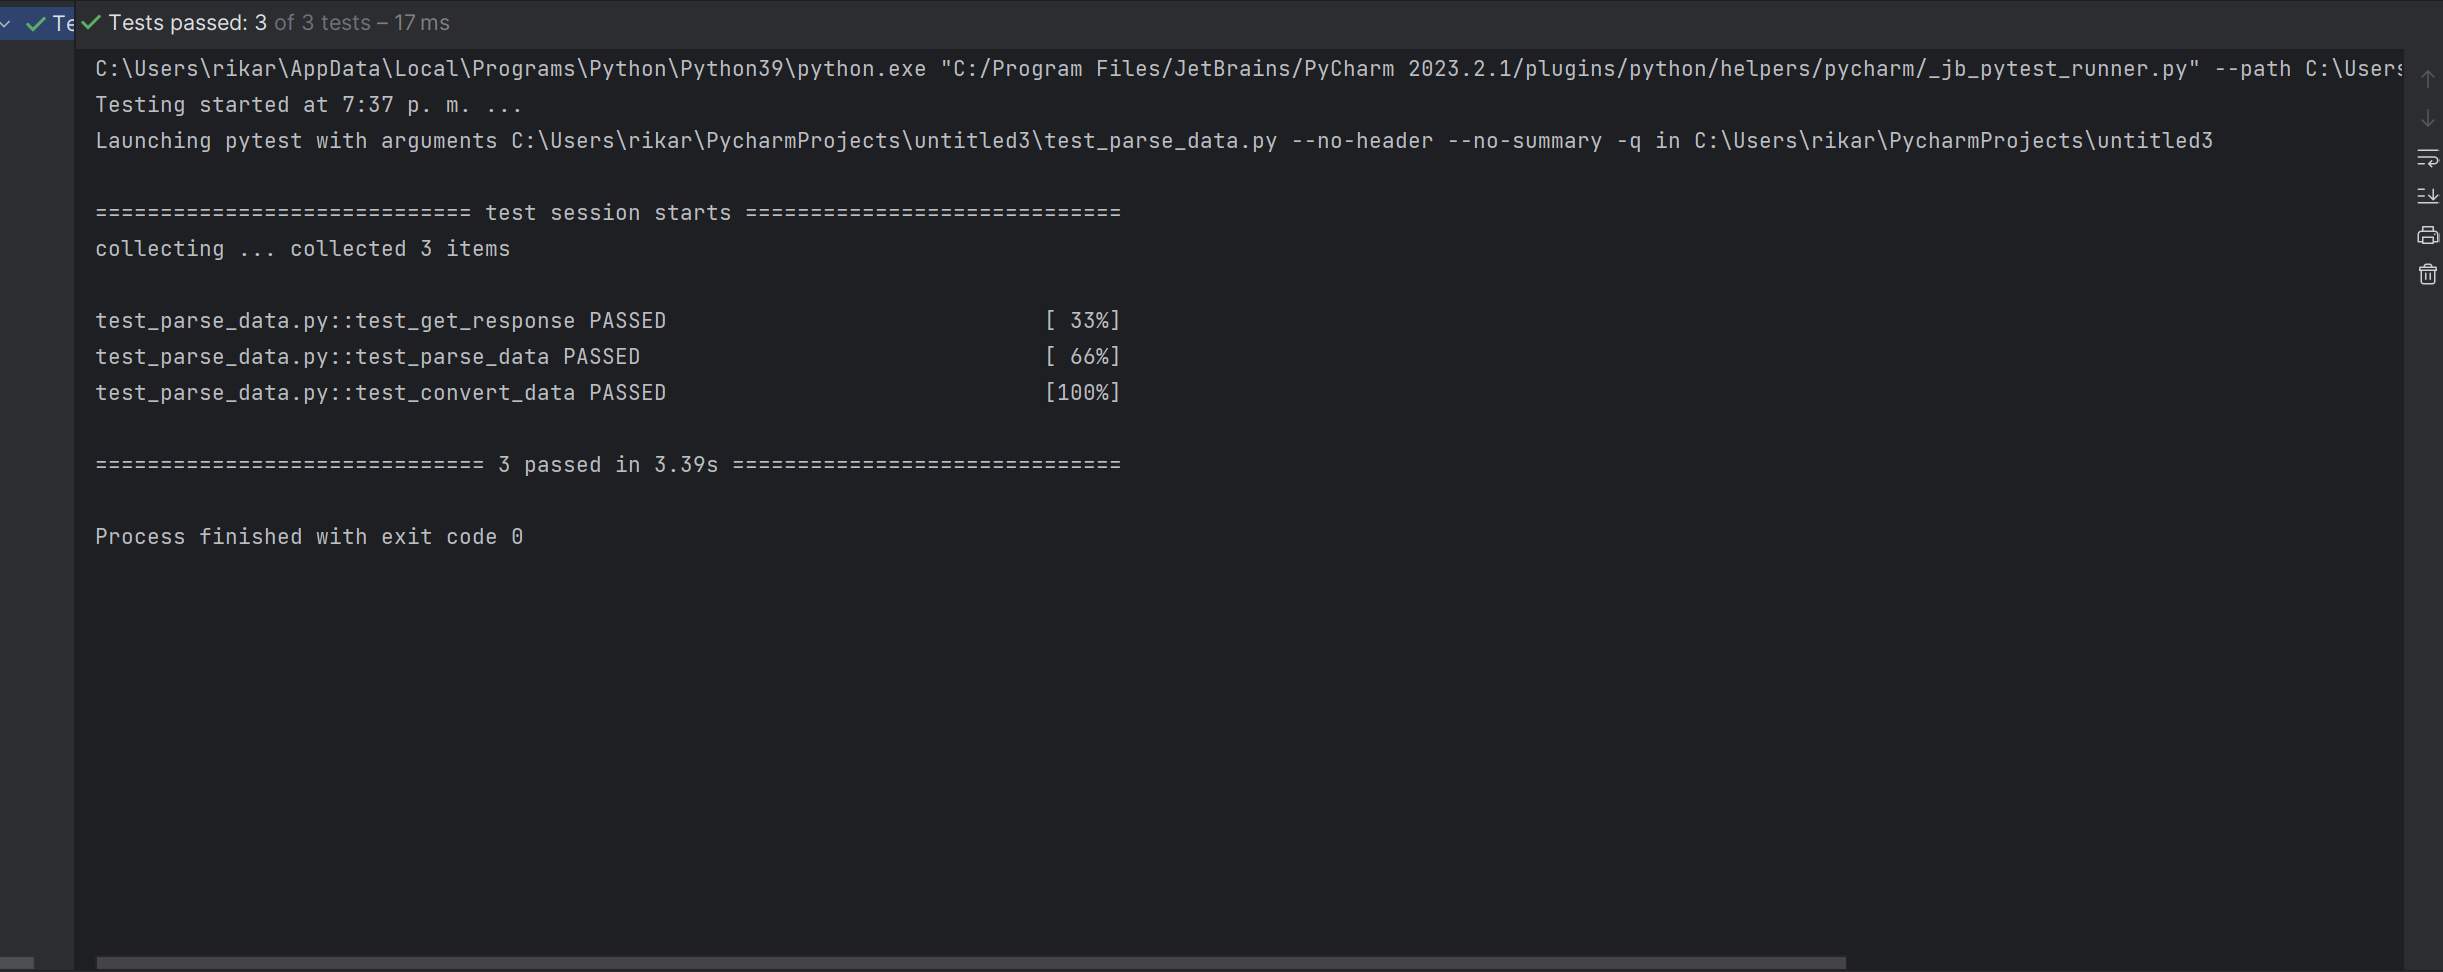 Te
Tests passed: 3 of 3 tests – 17 ms
C:\Users\rikar\AppData\Local\Programs\Python\Python39\python.exe "C:/Program Files/JetBrains/PyCharm 2023.2.1/plugins/python/helpers/pycharm/_jb_pytest_runner.py" --path C:\Users
Testing started at 7:37 p. m. ...
Launching pytest with arguments C:\Users\rikar\PycharmProjects\untitled3\test_parse_data.py --no-header --no-summary -q in C:\Users\rikar\PycharmProjects\untitled3
============================= test session starts =============================
collecting ... collected 3 items
test_parse_data.py::test_get_response PASSED [ 33%]
test_parse_data.py::test_parse_data PASSED [ 66%]
test_parse_data.py::test_convert_data PASSED [100%]
============================== 3 passed in 3.39s ==============================
Process finished with exit code 0